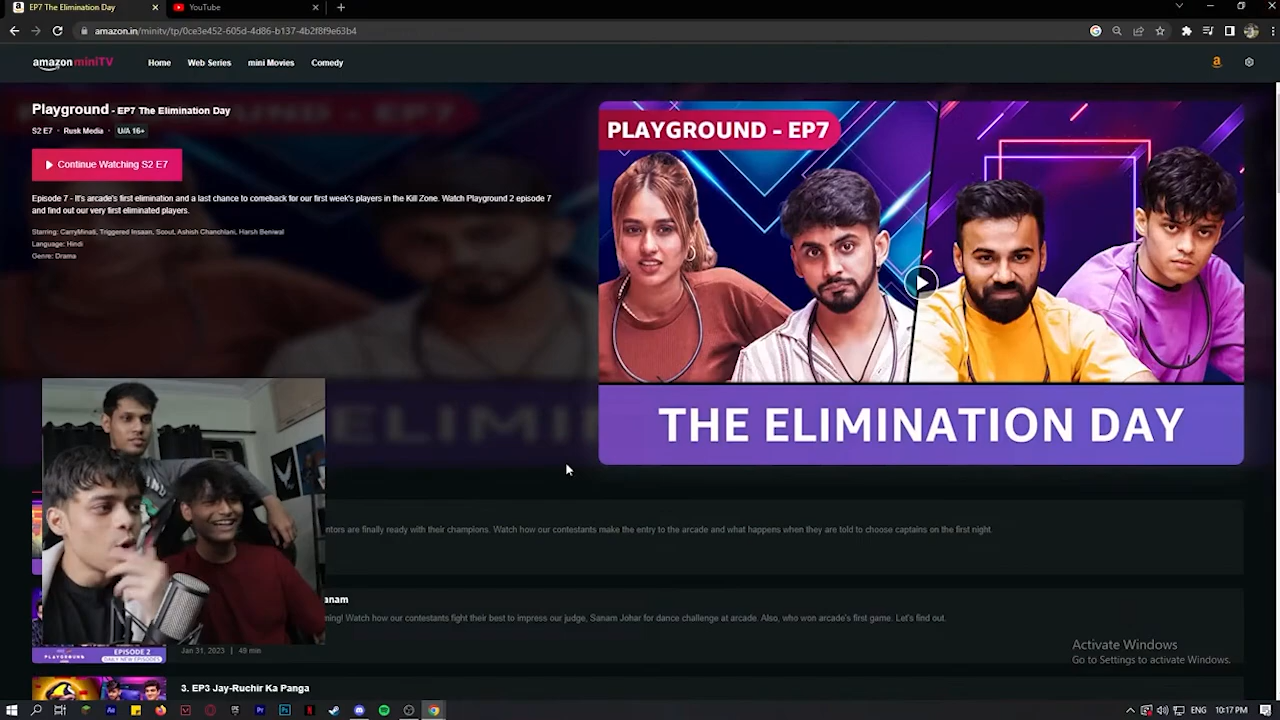 EP7 The Elimination Day
YouTube
amazon.in/minitv/tp/0ce3e452-605d-4d86-b137-4b2f8f9e63b4
amazon miniTV
Home
Web Series
mini Movies
Comedy
Playground - EP7 The Elimination Day
S2 E7 · Rusk Media · U/A 16+
Continue Watching S2 E7
Episode 7 - It's arcade's first elimination and a last chance to comeback for our first week's players in the Kill Zone. Watch Playground 2 episode 7
and find out our very first eliminated players.
Starring: CarryMinati, Triggered Insaan, Scout, Ashish Chanchlani, Harsh Beniwal
Language: Hindi
Genre: Drama
PLAYGROUND - EP7
THE ELIMINATION DAY
are finally ready with their champions. Watch how our contestants make the entry to the arcade and what happens when they are told to choose captains on the first night.
Watch how our contestants fight their best to impress our judge, Sanam Johar for dance challenge at arcade. Also, who won arcade's first game. Let's find out.
EPISODE 2
PLAYGROUND
DAILY NEW EPISODES
Jan 31, 2023 | 49 min
3. EP3 Jay-Ruchir Ka Panga
Activate Windows
Go to Settings to activate Windows.
ENG
10:17 PM